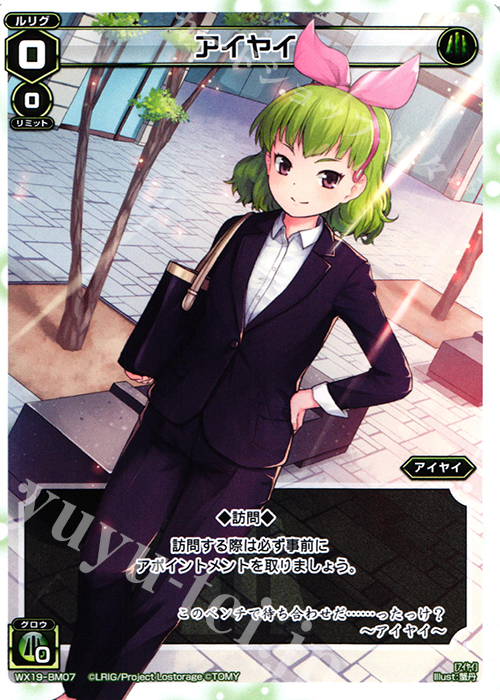 ルリグ
アイヤイ
0
0
リミット
アイヤイ
◆訪問◆
訪問する際は必ず事前に
アポイントメントを取りましょう。
このベンチで待ち合わせだ……ったっけ？
～アイヤイ～
グロウ
0
[アイヤイ]
WX19-BM07 ©LRIG/Project Lostorage ©TOMY Illust:蟹丹
yuyu-tei.jp